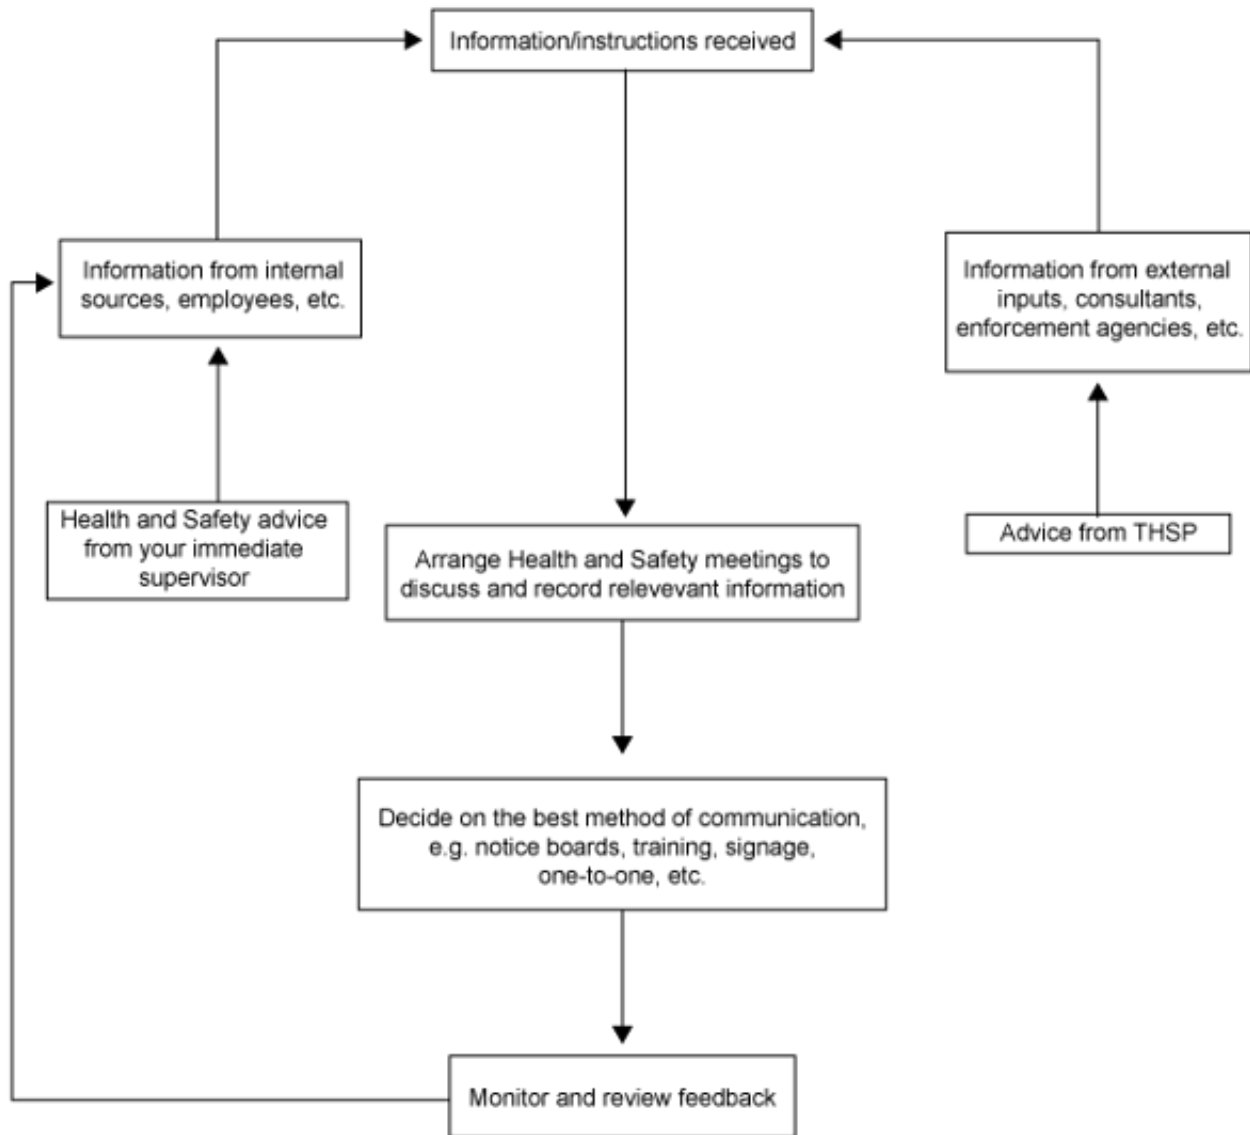 Information/instructions received
Information from internal
sources, employees, etc.
Information from external
inputs, consultants,
enforcement agencies, etc.
Health and Safety advice
from your immediate
supervisor
Advice from THSP
Arrange Health and Safety meetings to
discuss and record relevevant information
Decide on the best method of communication,
e.g. notice boards, training, signage,
one-to-one, etc.
Monitor and review feedback